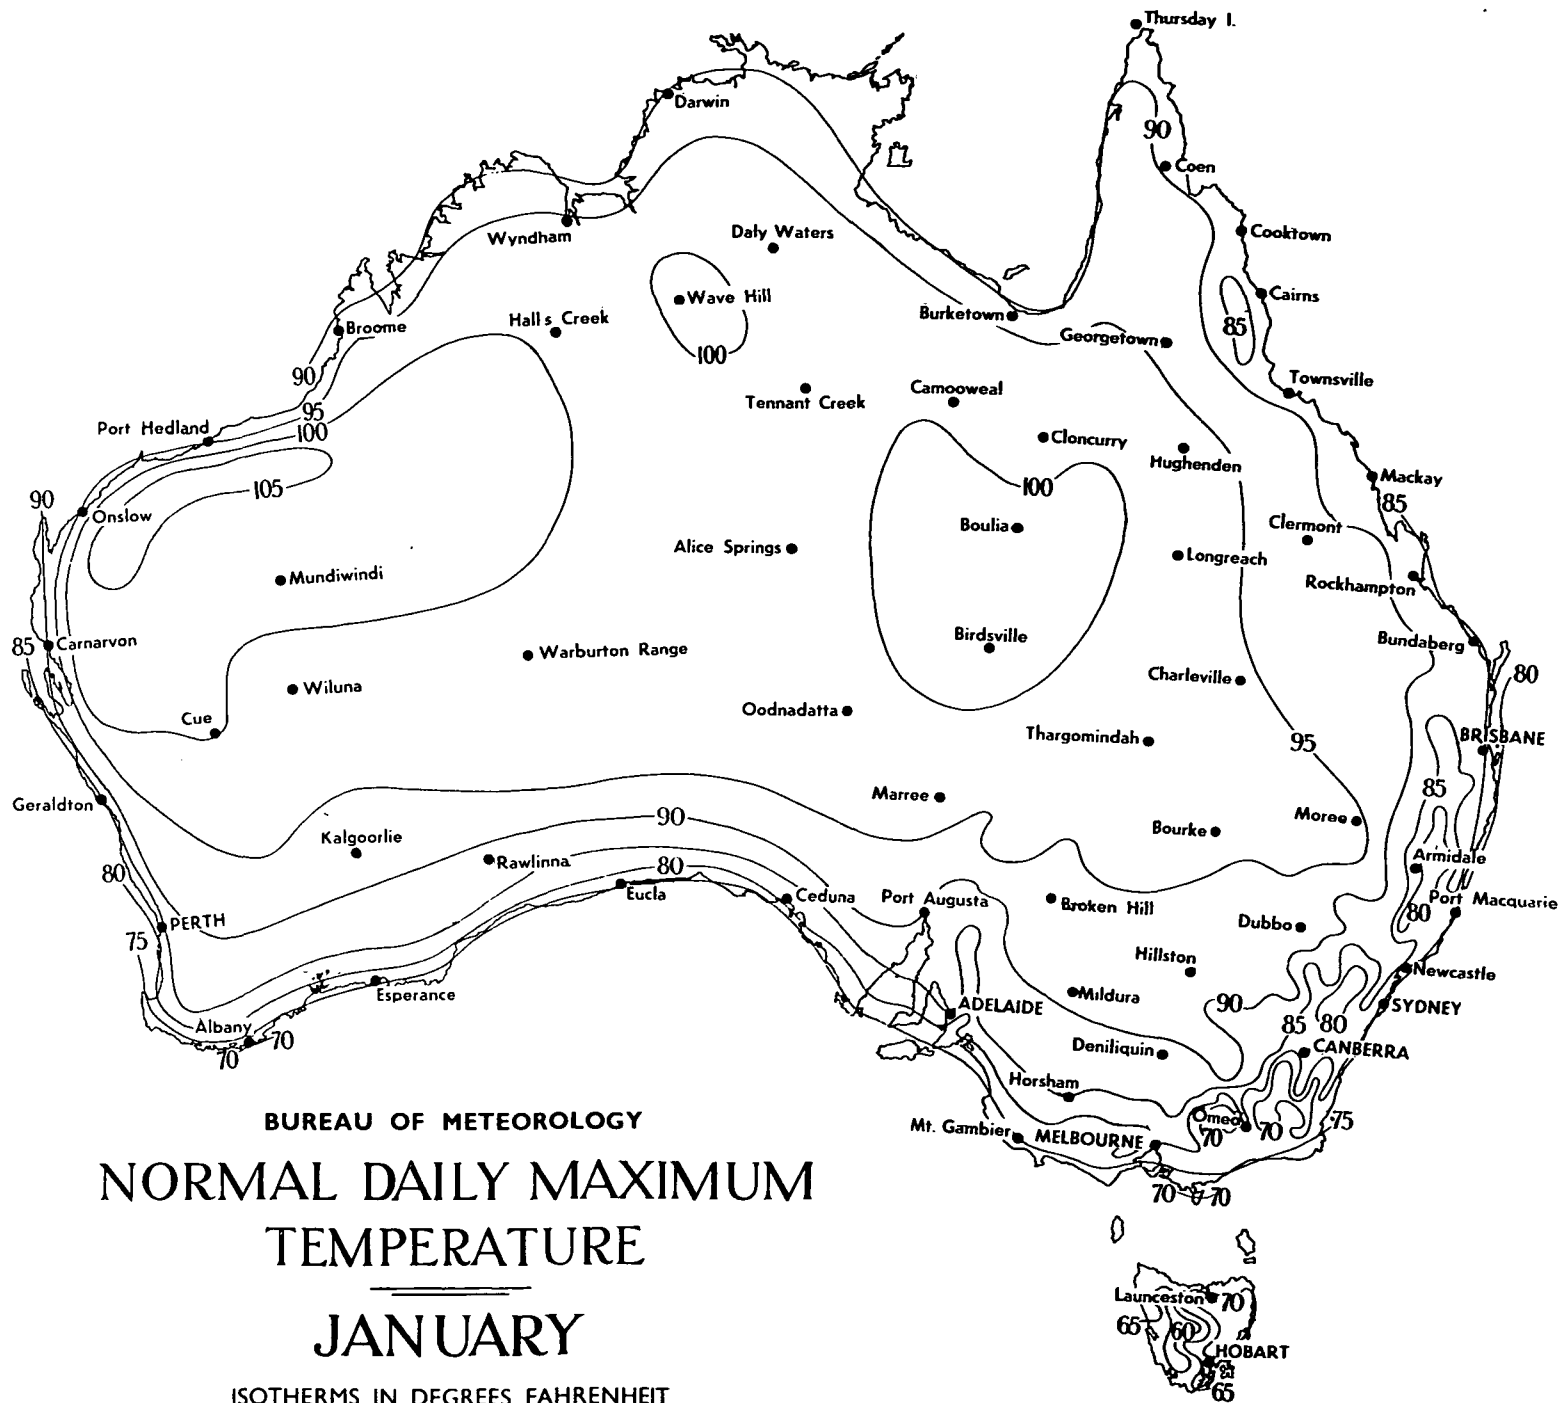 Thursday I.
Darwin
90
Coen
Wyndham
Daly Waters
Cooktown
Wave Hill
Cairns
Broome
Hall s Creek
Burketown
85
100
Georgetown
90
Townsville
95
Tennant Creek
Camooweal
Port Hedland
100
Cloncurry
Hughenden
Mackay
105
100
90
85
Onslow
Boulia
Clermont
Alice Springs
Longreach
Mundiwindi
Rockhampton
85
Carnarvon
Birdsville
Bundaberg
Warburton Range
Charleville
80
Wiluna
Oodnadatta
Cue
Thargomindah
95
BRISBANE
85
Geraldton
Marree
Bourke
Moree
90
Kalgoorlie
Rawlinna
80
80
Armidale
Eucla
Ceduna
Port Augusta
Broken Hill
Port Macquarie
80
PERTH
Dubbo
75
Hillston
Newcastle
Esperance
Mildura
90
ADELAIDE
SYDNEY
85
80
Albany
70
70
Deniliquin
CANBERRA
Horsham
Omeo
70
70
75
Mt. Gambier
MELBOURNE
70
70
BUREAU OF METEOROLOGY
NORMAL DAILY MAXIMUM
TEMPERATURE
JANUARY
ISOTHERMS IN DEGREES FAHRENHEIT
Launceston
70
65
60
HOBART
65